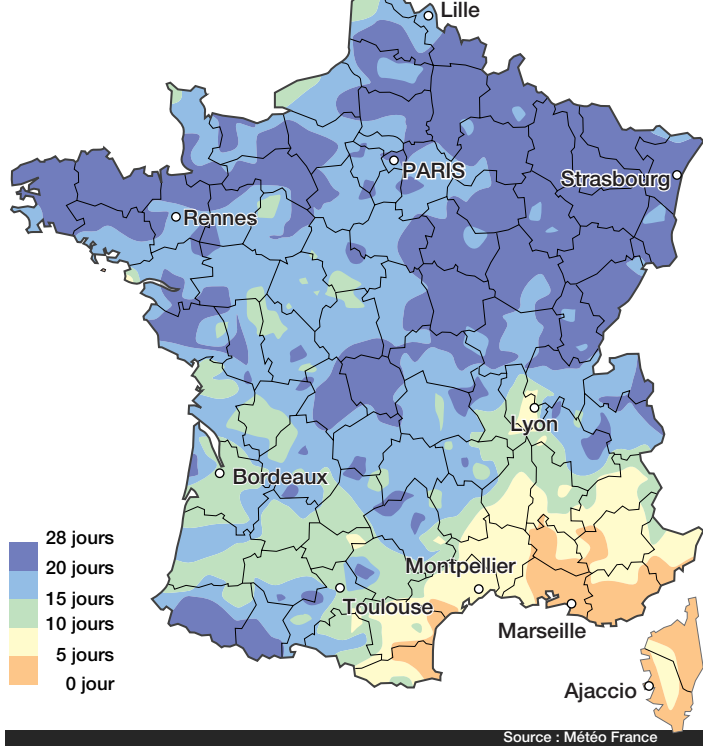 Lille
PARIS
Strasbourg
Rennes
Lyon
Bordeaux
28 jours
20 jours
15 jours
10 jours
5 jours
0 jour
Montpellier
Toulouse
Marseille
Ajaccio
Source : Météo France